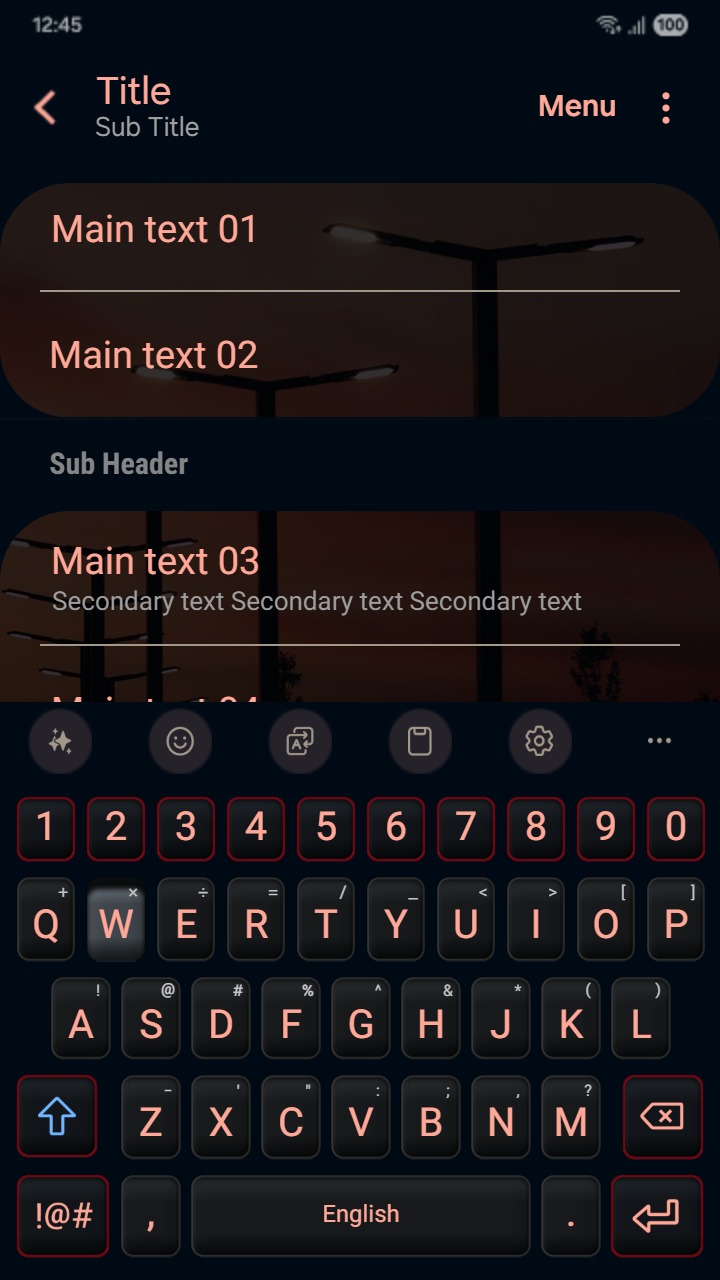 12:45 100
Title
Sub Title
Menu
Main text 01
Main text 02
Sub Header
Main text 03
Secondary text Secondary text Secondary text
1 2 3 4 5 6 7 8 9 0
+ × ÷ = / _ < > [ ]
Q W E R T Y U I O P
! @ # % ^ & * ( )
A S D F G H J K L
- ' " : ; , ?
Z X C V B N M
!@# , English .